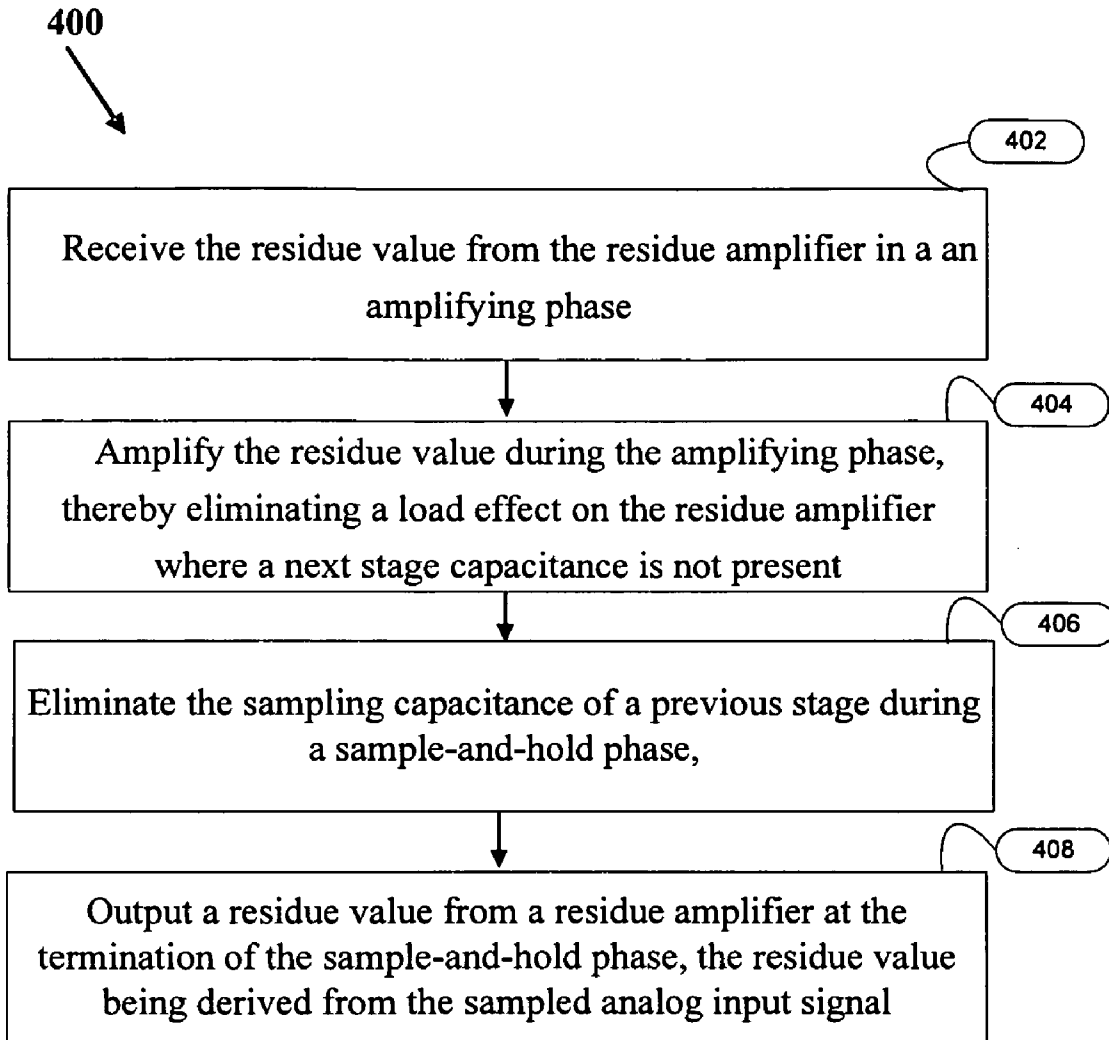 400
402
Receive the residue value from the residue amplifier in a an
amplifying phase
404
Amplify the residue value during the amplifying phase,
thereby eliminating a load effect on the residue amplifier
where a next stage capacitance is not present
406
Eliminate the sampling capacitance of a previous stage during
a sample-and-hold phase,
408
Output a residue value from a residue amplifier at the
termination of the sample-and-hold phase, the residue value
being derived from the sampled analog input signal